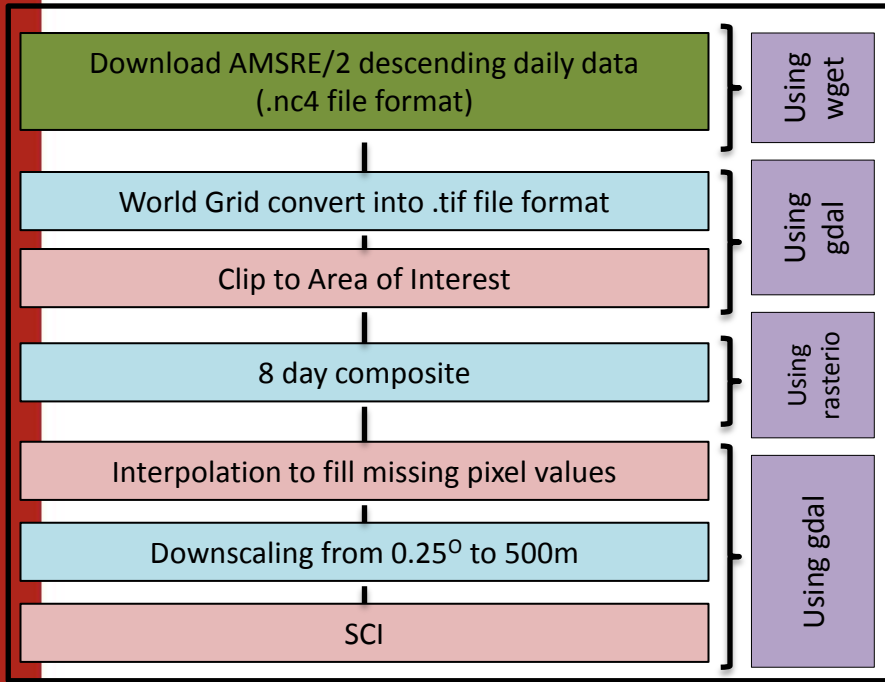 Download AMSRE/2 descending daily data
(.nc4 file format)
Using
wget
World Grid convert into .tif file format
Clip to Area of Interest
Using
gdal
8 day composite
Using
rasterio
Interpolation to fill missing pixel values
Downscaling from 0.25ᴼ to 500m
SCI
Using gdal